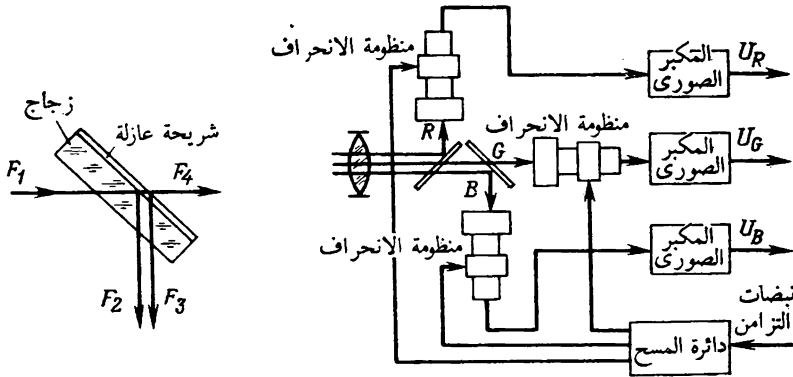 زجاج
شريحة عازلة
F1
F4
F2
F3
منظومة الانحراف
R
G
B
منظومة الانحراف
منظومة الانحراف
المكبر
الصورى
UR
المكبر
الصورى
UG
المكبر
الصورى
UB
نبضات
التزامن
دائرة المسح